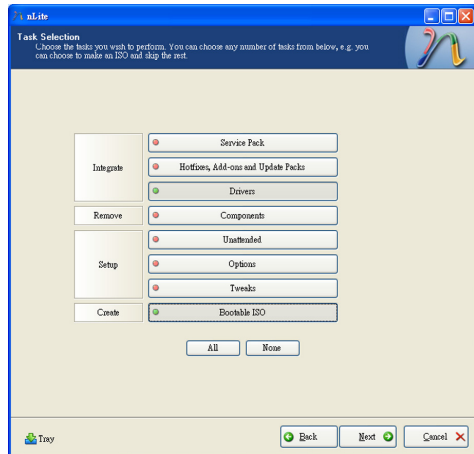 nLite
Task Selection
Choose the tasks you wish to perform. You can choose any number of tasks from below, e.g. you
can choose to make an ISO and skip the rest.
Integrate
Service Pack
Hotfixes, Add-ons and Update Packs
Drivers
Remove
Components
Setup
Unattended
Options
Tweaks
Create
Bootable ISO
All None
Tray Back Next Cancel